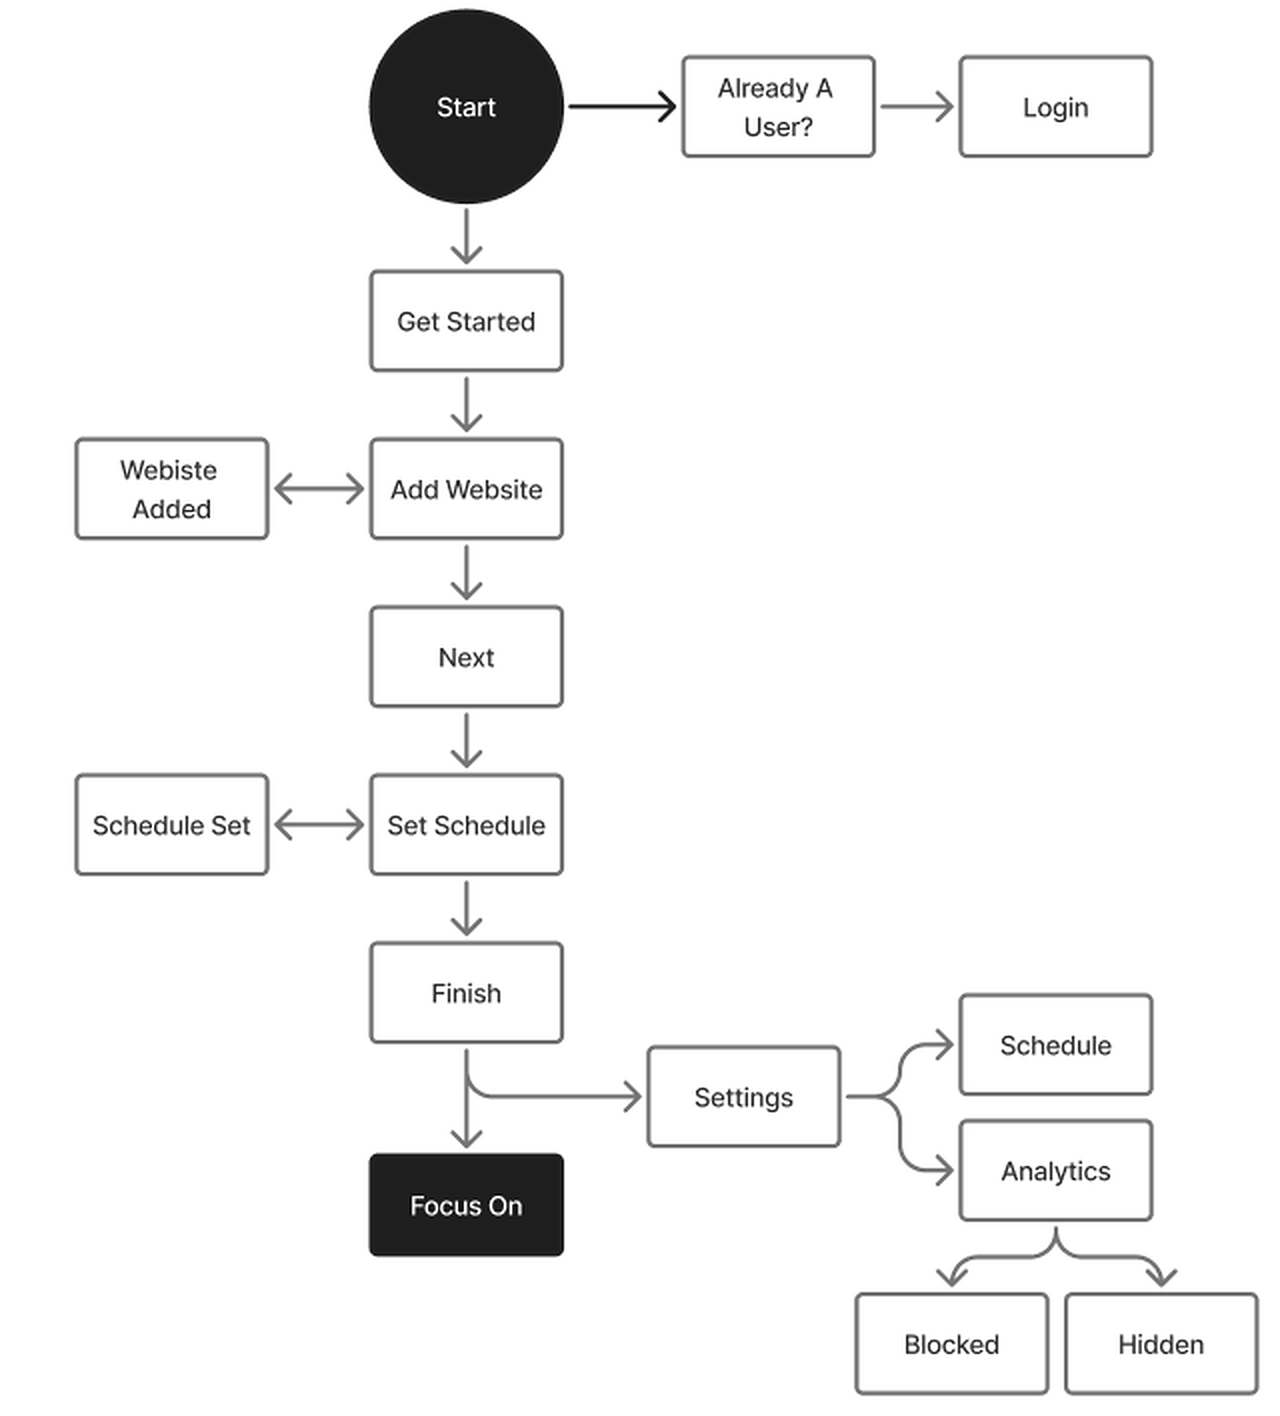 Start
Already A
User?
Login
Get Started
Webiste
Added
Add Website
Next
Schedule Set
Set Schedule
Finish
Schedule
Settings
Analytics
Focus On
Blocked
Hidden